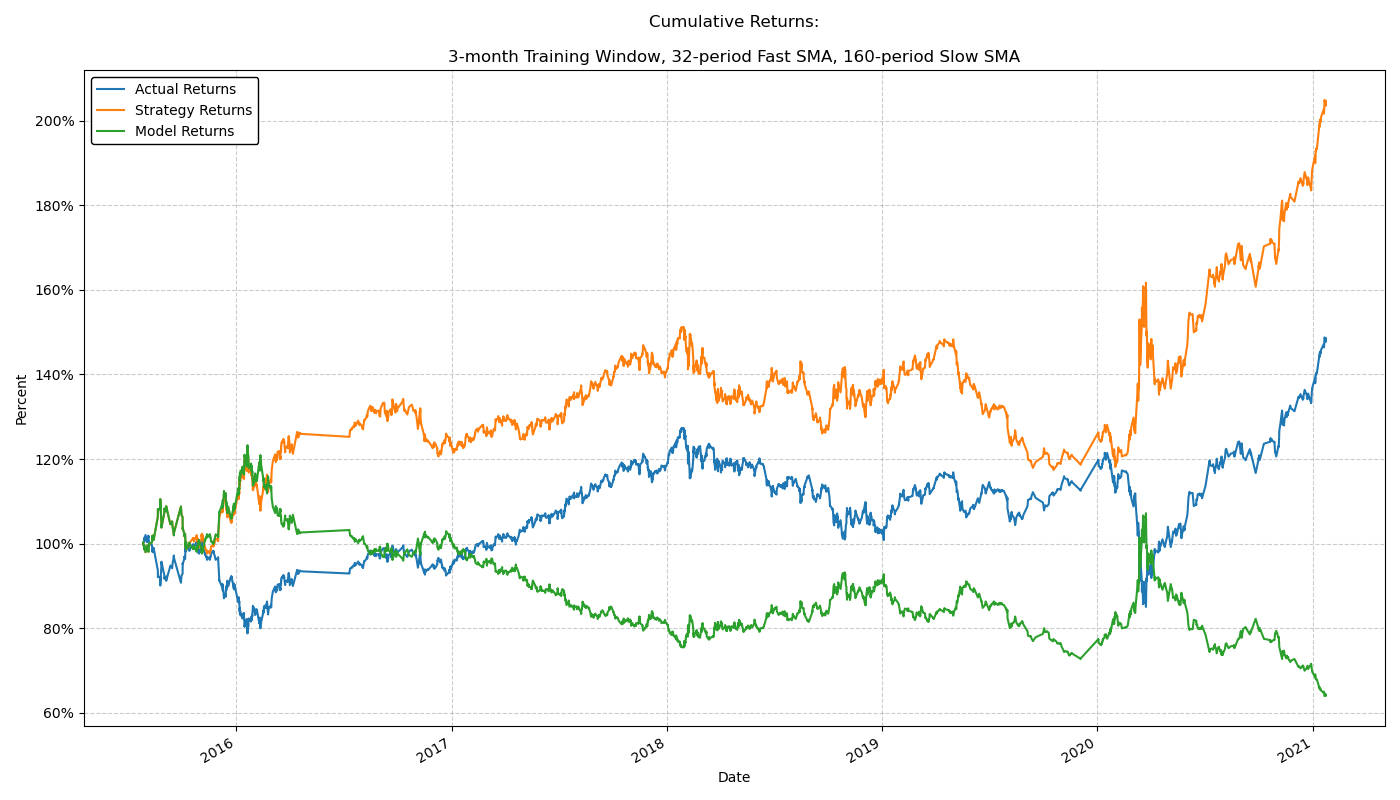 Cumulative Returns:
3-month Training Window, 32-period Fast SMA, 160-period Slow SMA
Actual Returns
Strategy Returns
Model Returns
200%
180%
160%
140%
120%
100%
80%
60%
Percent
2016
2017
2018
2019
2020
2021
Date